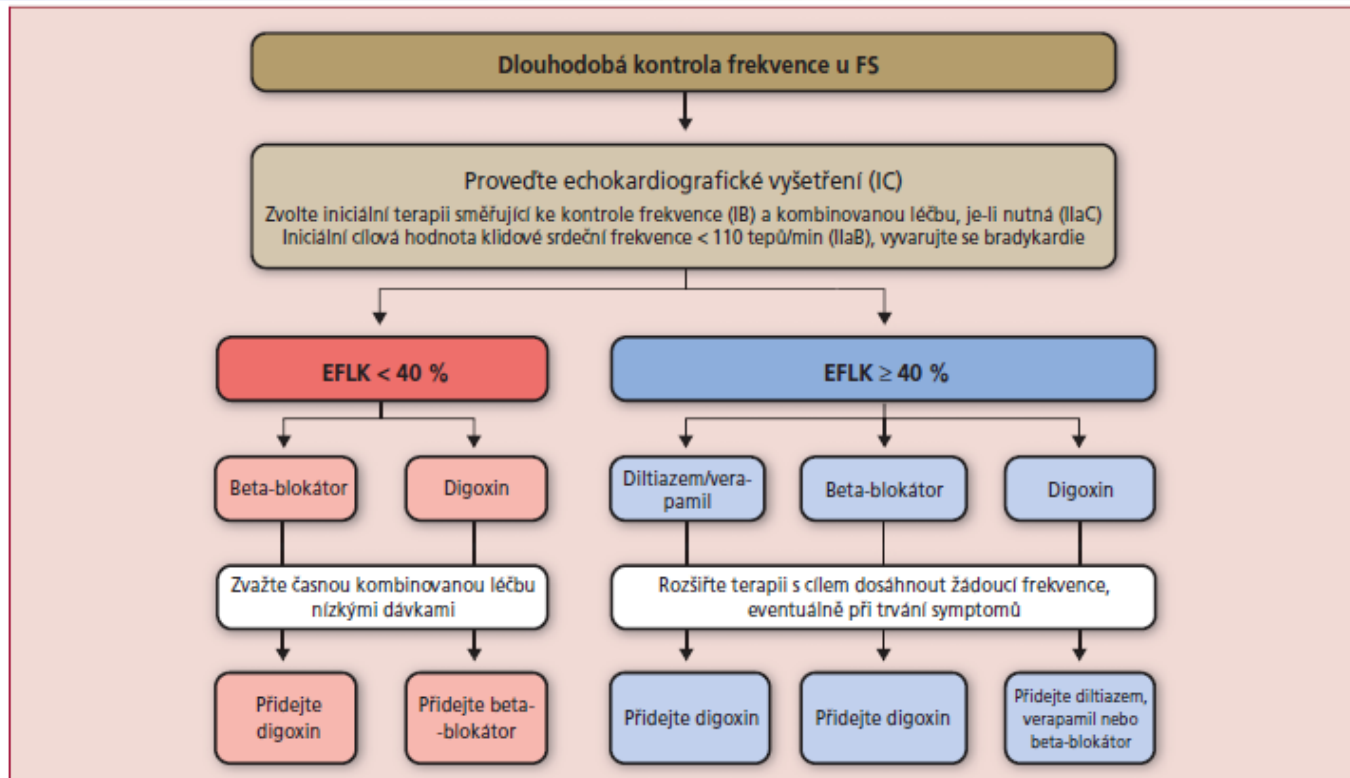 Dlouhodobá kontrola frekvence u FS
Proveďte echokardiografické vyšetření (IC)
Zvolte iniciální terapii směřující ke kontrole frekvence (IB) a kombinovanou léčbu, je-li nutná (IIaC)
Iniciální cílová hodnota klidové srdeční frekvence < 110 tepů/min (IIaB), vyvarujte se bradykardie
EFLK < 40 %
EFLK ≥ 40 %
Beta-blokátor
Digoxin
Diltiazem/vera-
pamil
Beta-blokátor
Digoxin
Zvažte časnou kombinovanou léčbu
nízkými dávkami
Rozšiřte terapii s cílem dosáhnout žádoucí frekvence,
eventuálně při trvání symptomů
Přidejte
digoxin
Přidejte beta-
-blokátor
Přidejte digoxin
Přidejte digoxin
Přidejte diltiazem,
verapamil nebo
beta-blokátor